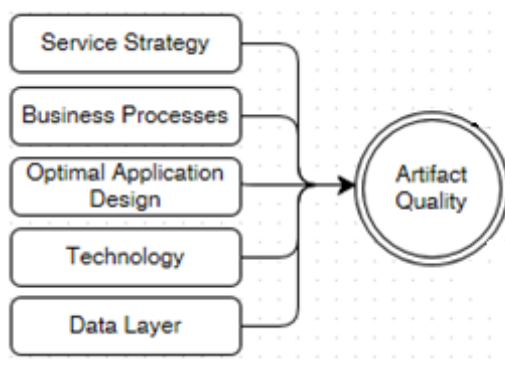 Service Strategy
Business Processes
Optimal Application
Design
Technology
Data Layer
Artifact
Quality